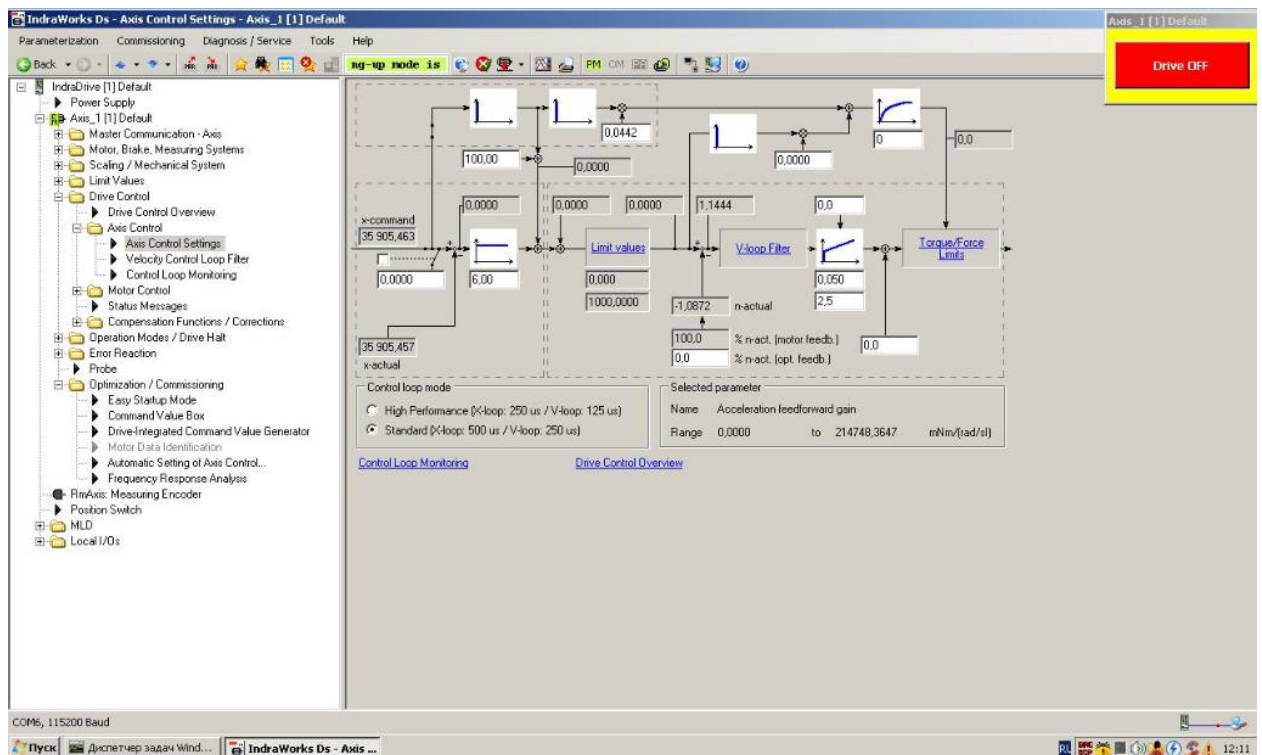 IndraWorks Ds - Axis Control Settings - Axis_1 [1] Default
Axis_1 [1] Default
Parameterization Commissioning Diagnosis / Service Tools Help
Back
ng-up mode is
PM OM
Drive OFF
IndraDrive [1] Default
Power Supply
Axis_1 [1] Default
Master Communication - Axis
Motor, Brake, Measuring Systems
Scaling / Mechanical System
Limit Values
Drive Control
Drive Control Overview
Axis Control
Axis Control Settings
Velocity Control Loop Filter
Control Loop Monitoring
Motor Control
Status Messages
Compensation Functions / Corrections
Operation Modes / Drive Halt
Error Reaction
Probe
Optimization / Commissioning
Easy Startup Mode
Command Value Box
Drive-Integrated Command Value Generator
Motor Data Identification
Automatic Setting of Axis Control...
Frequency Response Analysis
RmAxis: Measuring Encoder
Position Switch
MLD
Local I/Os
0,0442
0
0,0
100,00
0,0000
0,0000
0,0000
0,0000
0,0000
1,1444
0,0
x-command
35 905,463
Limit values
V-loop Filter
Torque/Force
Limits
0,0000
6,00
0,000
0,050
1000,0000
-1,0872
n-actual
2,5
35 905,457
x-actual
100,0
% n-act. (motor feedb.)
0,0
0,0
% n-act. (opt. feedb.)
Control loop mode
High Performance (X-loop: 250 us / V-loop: 125 us)
Standard (X-loop: 500 us / V-loop: 250 us)
Selected parameter
Name Acceleration feedforward gain
Range 0,0000 to 214748,3647 mNm/(rad/s²)
Control Loop Monitoring
Drive Control Overview
COM6, 115200 Baud
Пуск
Диспетчер задач Wind...
IndraWorks Ds - Axis ...
RU
12:11